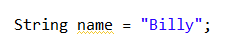 String name = "Billy";